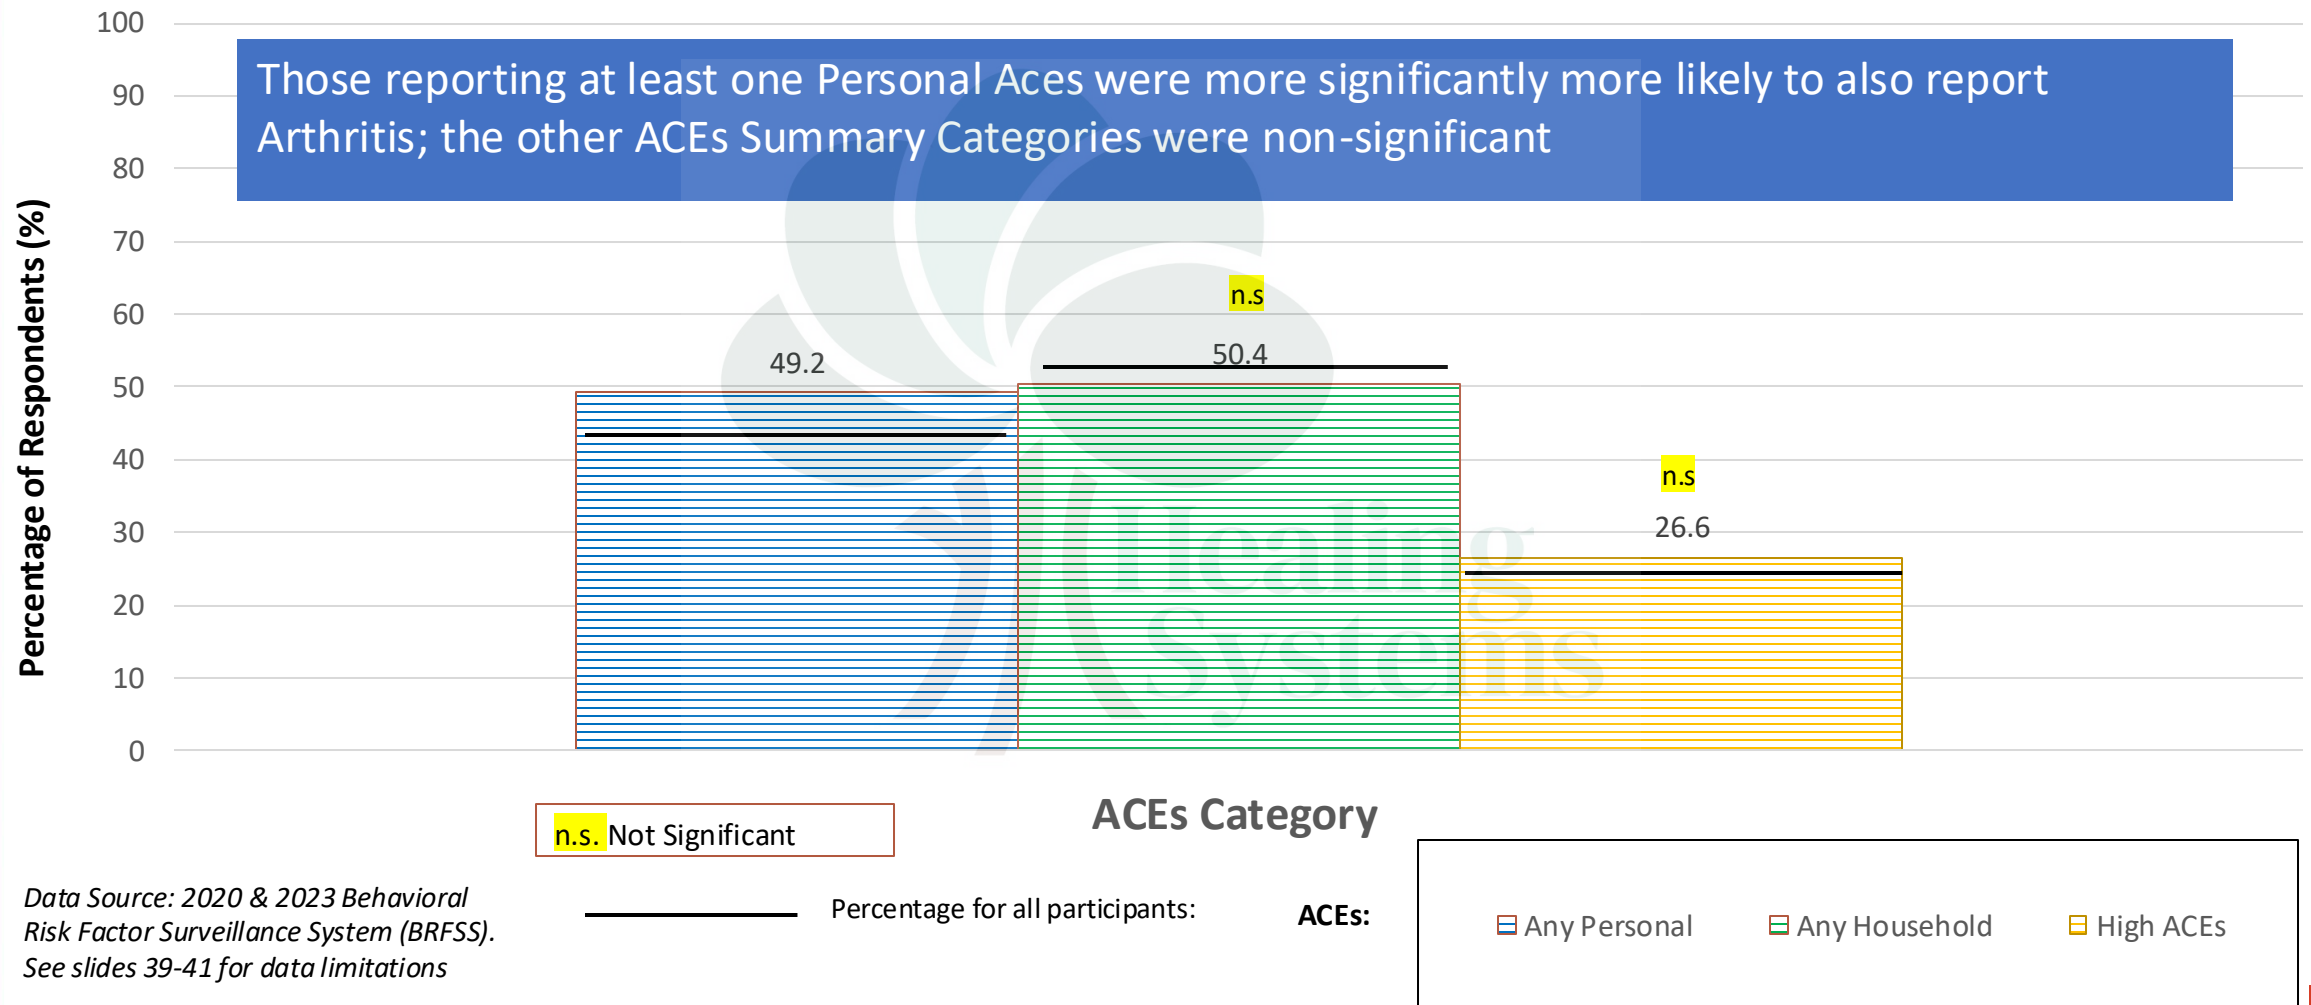 Those reporting at least one Personal Aces were more significantly more likely to also report
Arthritis; the other ACEs Summary Categories were non-significant
Percentage of Respondents (%)
100
90
80
70
60
50
40
30
20
10
0
49.2
n.s
50.4
n.s
26.6
Healing
Systems
ACEs Category
n.s. Not Significant
Data Source: 2020 & 2023 Behavioral
Risk Factor Surveillance System (BRFSS).
See slides 39-41 for data limitations
Percentage for all participants:
ACEs:
Any Personal
Any Household
High ACEs